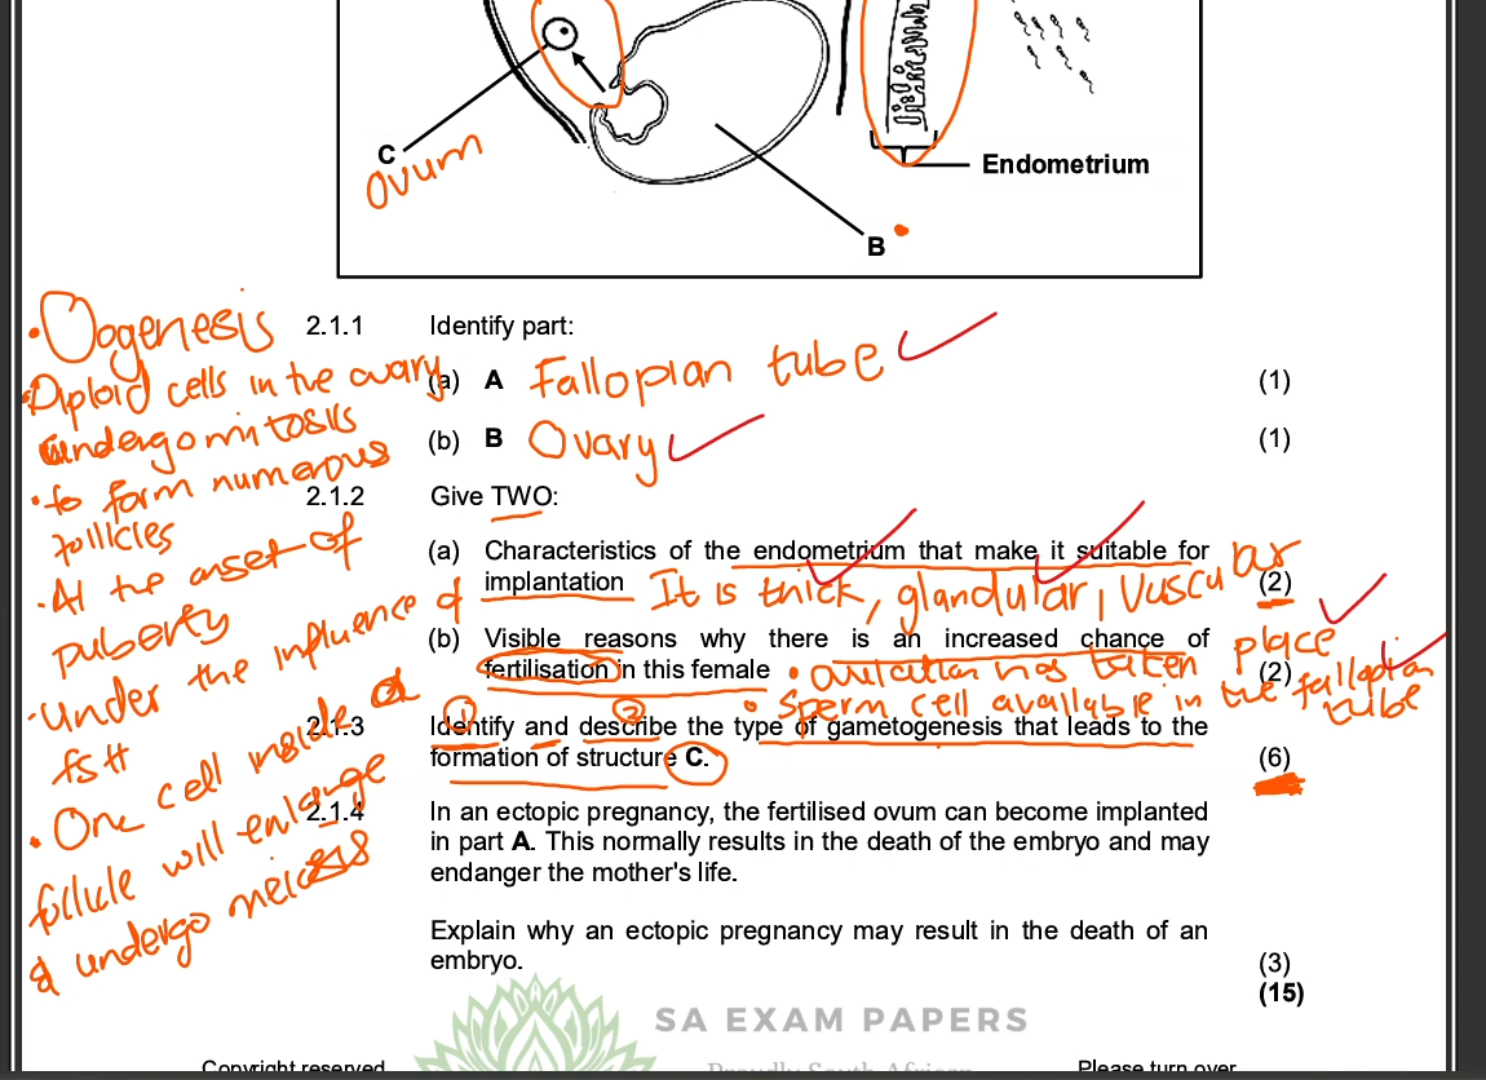 C
Ovum
Endometrium
B
2.1.1 Identify part:
(a) A Fallopian tube (1)
(b) B Ovary (1)
2.1.2 Give TWO:
(a) Characteristics of the endometrium that make it suitable for
implantation It is thick, glandular, Vuscular (2)
(b) Visible reasons why there is an increased chance of
fertilisation in this female (2)
• ovulation has taken place
• sperm cell available in the fallopian
tube
1 2
2.1.3 Identify and describe the type of gametogenesis that leads to the
formation of structure C. (6)
2.1.4 In an ectopic pregnancy, the fertilised ovum can become implanted
in part A. This normally results in the death of the embryo and may
endanger the mother's life.
Explain why an ectopic pregnancy may result in the death of an
embryo. (3)
(15)
• Oogenesis
• Diploid cells in the ovary
undergo mitosis
• to form numerous
follicles
• At the onset of
puberty
• under the influence of
fsH
• One cell inside a
follicle will enlarge
& undergo meiosis
SA EXAM PAPERS
Proudly South African
Copyright reserved Please turn over